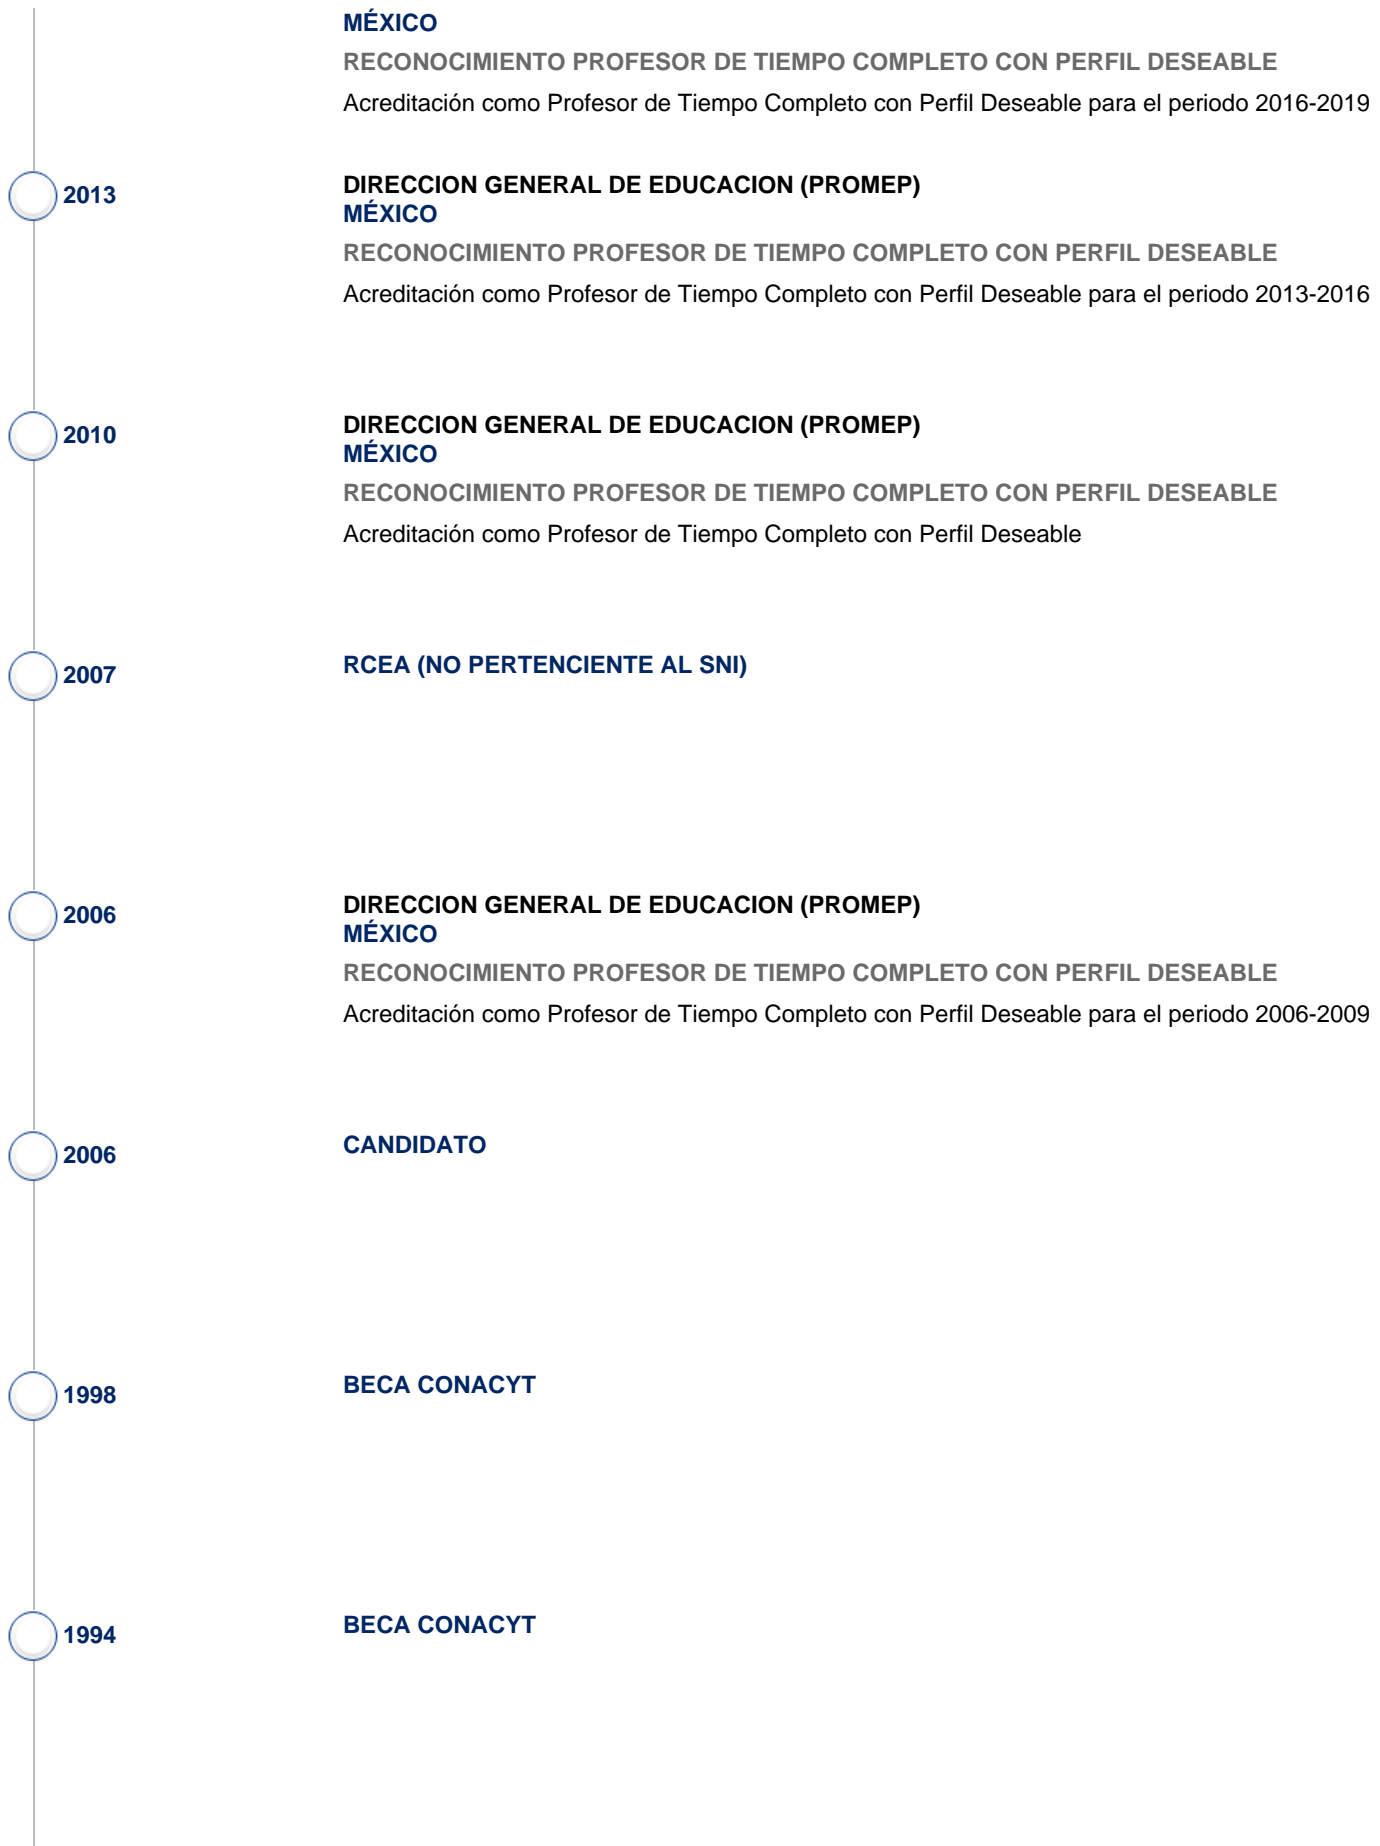 MÉXICO
RECONOCIMIENTO PROFESOR DE TIEMPO COMPLETO CON PERFIL DESEABLE
Acreditación como Profesor de Tiempo Completo con Perfil Deseable para el periodo 2016-2019
2013
DIRECCION GENERAL DE EDUCACION (PROMEP)
MÉXICO
RECONOCIMIENTO PROFESOR DE TIEMPO COMPLETO CON PERFIL DESEABLE
Acreditación como Profesor de Tiempo Completo con Perfil Deseable para el periodo 2013-2016
2010
DIRECCION GENERAL DE EDUCACION (PROMEP)
MÉXICO
RECONOCIMIENTO PROFESOR DE TIEMPO COMPLETO CON PERFIL DESEABLE
Acreditación como Profesor de Tiempo Completo con Perfil Deseable
2007
RCEA (NO PERTENCIENTE AL SNI)
2006
DIRECCION GENERAL DE EDUCACION (PROMEP)
MÉXICO
RECONOCIMIENTO PROFESOR DE TIEMPO COMPLETO CON PERFIL DESEABLE
Acreditación como Profesor de Tiempo Completo con Perfil Deseable para el periodo 2006-2009
2006
CANDIDATO
1998
BECA CONACYT
1994
BECA CONACYT